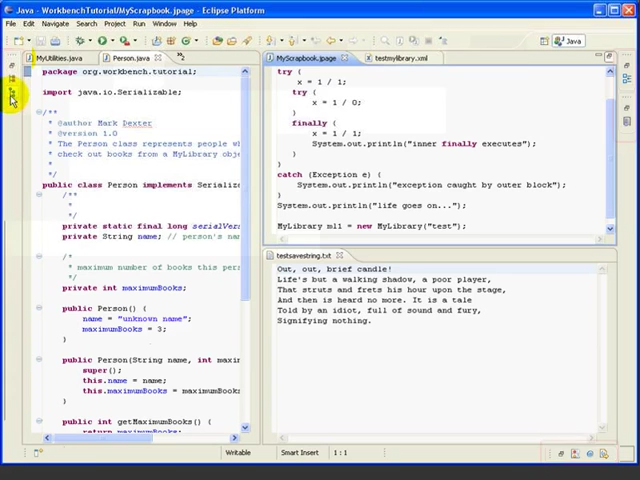 Java - WorkbenchTutorial/MyScrapbook.jpage - Eclipse Platform
File Edit Navigate Search Project Run Window Help
Java
MyUtilities.java Person.java
package org.workbench.tutorial;
import java.io.Serializable;
/**
* @author Mark Dexter
* @version 1.0
* The Person class represents people wh
* check out books from a MyLibrary obje
*/
public class Person implements Serializa
/**
*
*/
private static final long serialVers
private String name; // person's nam
/*
* maximum number of books this pers
*/
private int maximumBooks;
public Person() {
name = "unknown name";
maximumBooks = 3;
}
public Person(String name, int maxim
super();
this.name = name;
this.maximumBooks = maximumBooks
}
public int getMaximumBooks() {
return maximumBooks;
MyScrapbook.jpage testmylibrary.xml
try {
x = 1 / 1;
try {
x = 1 / 0;
}
finally {
x = 1 / 1;
System.out.println("inner finally executes");
}
}
catch (Exception e) {
System.out.println("exception caught by outer block");
}
System.out.println("life goes on...");
MyLibrary ml1 = new MyLibrary("test");
testsavestring.txt
Out, out, brief candle!
Life's but a walking shadow, a poor player,
That struts and frets his hour upon the stage,
And then is heard no more. It is a tale
Told by an idiot, full of sound and fury,
Signifying nothing.
Writable Smart Insert 1 : 1